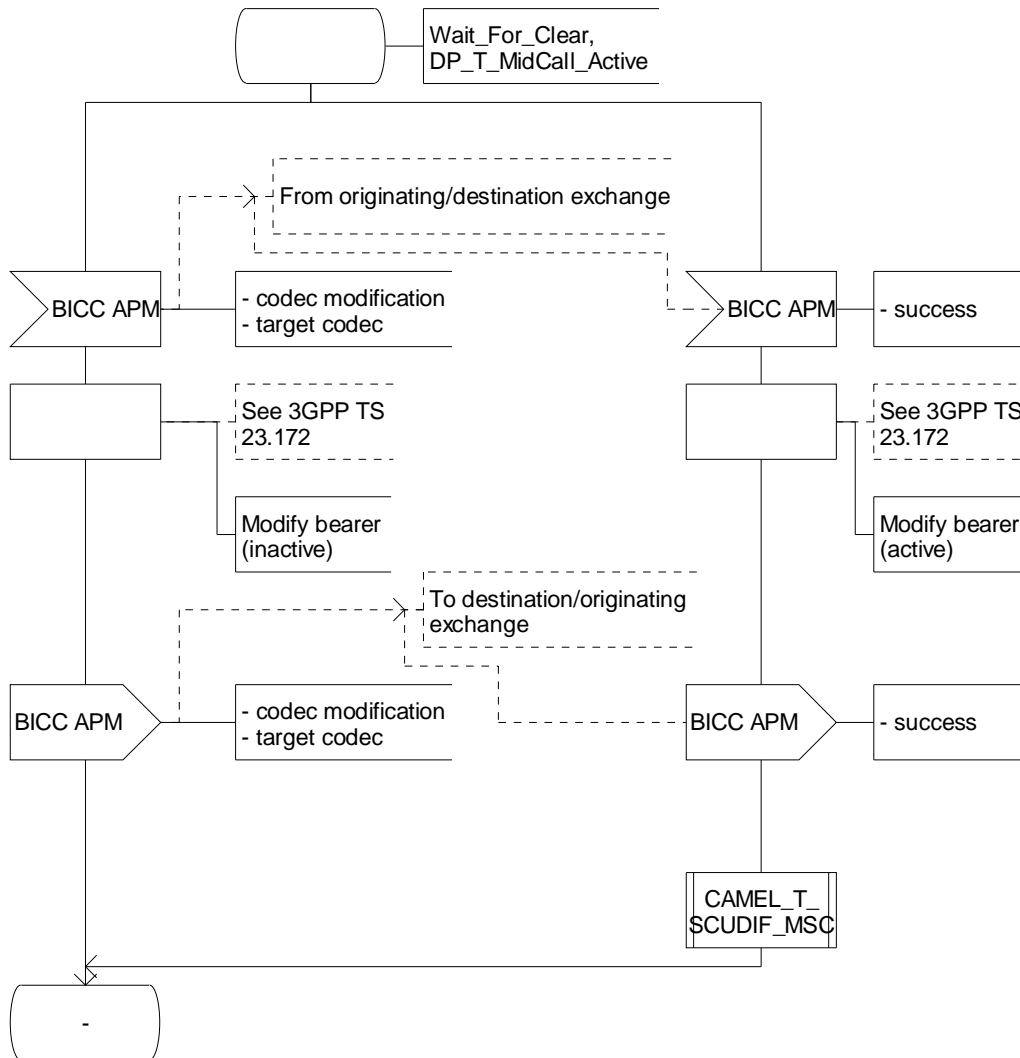 Wait_For_Clear,
DP_T_MidCall_Active
From originating/destination exchange
BICC APM
- codec modification
- target codec
BICC APM
- success
See 3GPP TS
23.172
See 3GPP TS
23.172
Modify bearer
(inactive)
Modify bearer
(active)
To destination/originating
exchange
BICC APM
- codec modification
- target codec
BICC APM
- success
CAMEL_T_
SCUDIF_MSC
-